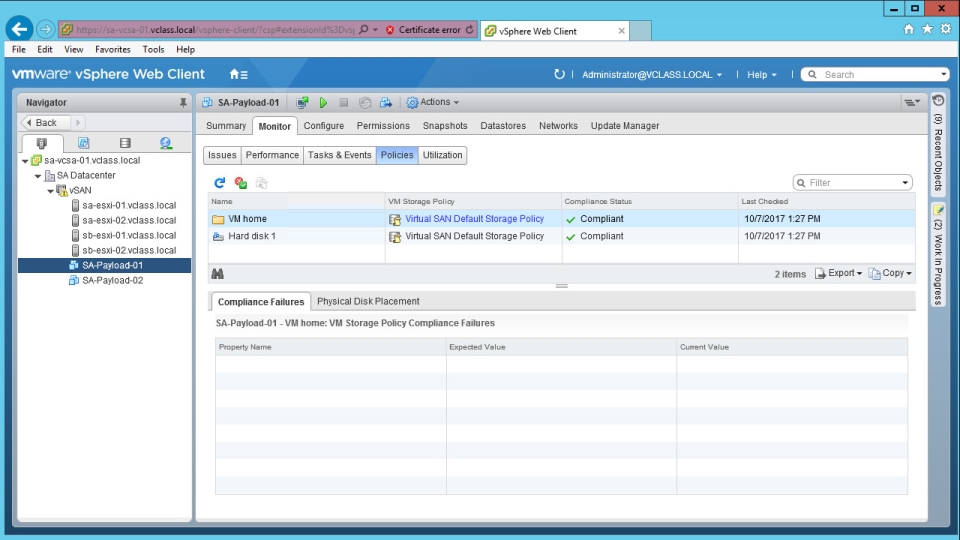 https://sa-vcsa-01.vclass.local/vsphere-client/?csp#extensionId%3Dvsp
Certificate error
vSphere Web Client
File Edit View Favorites Tools Help
vmware® vSphere Web Client
Administrator@VCLASS.LOCAL
Help
Search
Navigator
Back
sa-vcsa-01.vclass.local
SA Datacenter
vSAN
sa-esxi-01.vclass.local
sa-esxi-02.vclass.local
sb-esxi-01.vclass.local
sb-esxi-02.vclass.local
SA-Payload-01
SA-Payload-02
SA-Payload-01 Actions
Summary Monitor Configure Permissions Snapshots Datastores Networks Update Manager
Issues Performance Tasks & Events Policies Utilization
Filter
Name VM Storage Policy Compliance Status Last Checked
VM home Virtual SAN Default Storage Policy Compliant 10/7/2017 1:27 PM
Hard disk 1 Virtual SAN Default Storage Policy Compliant 10/7/2017 1:27 PM
2 items Export Copy
Compliance Failures Physical Disk Placement
SA-Payload-01 - VM home: VM Storage Policy Compliance Failures
Property Name Expected Value Current Value
(9) Recent Objects
(2) Work In Progress